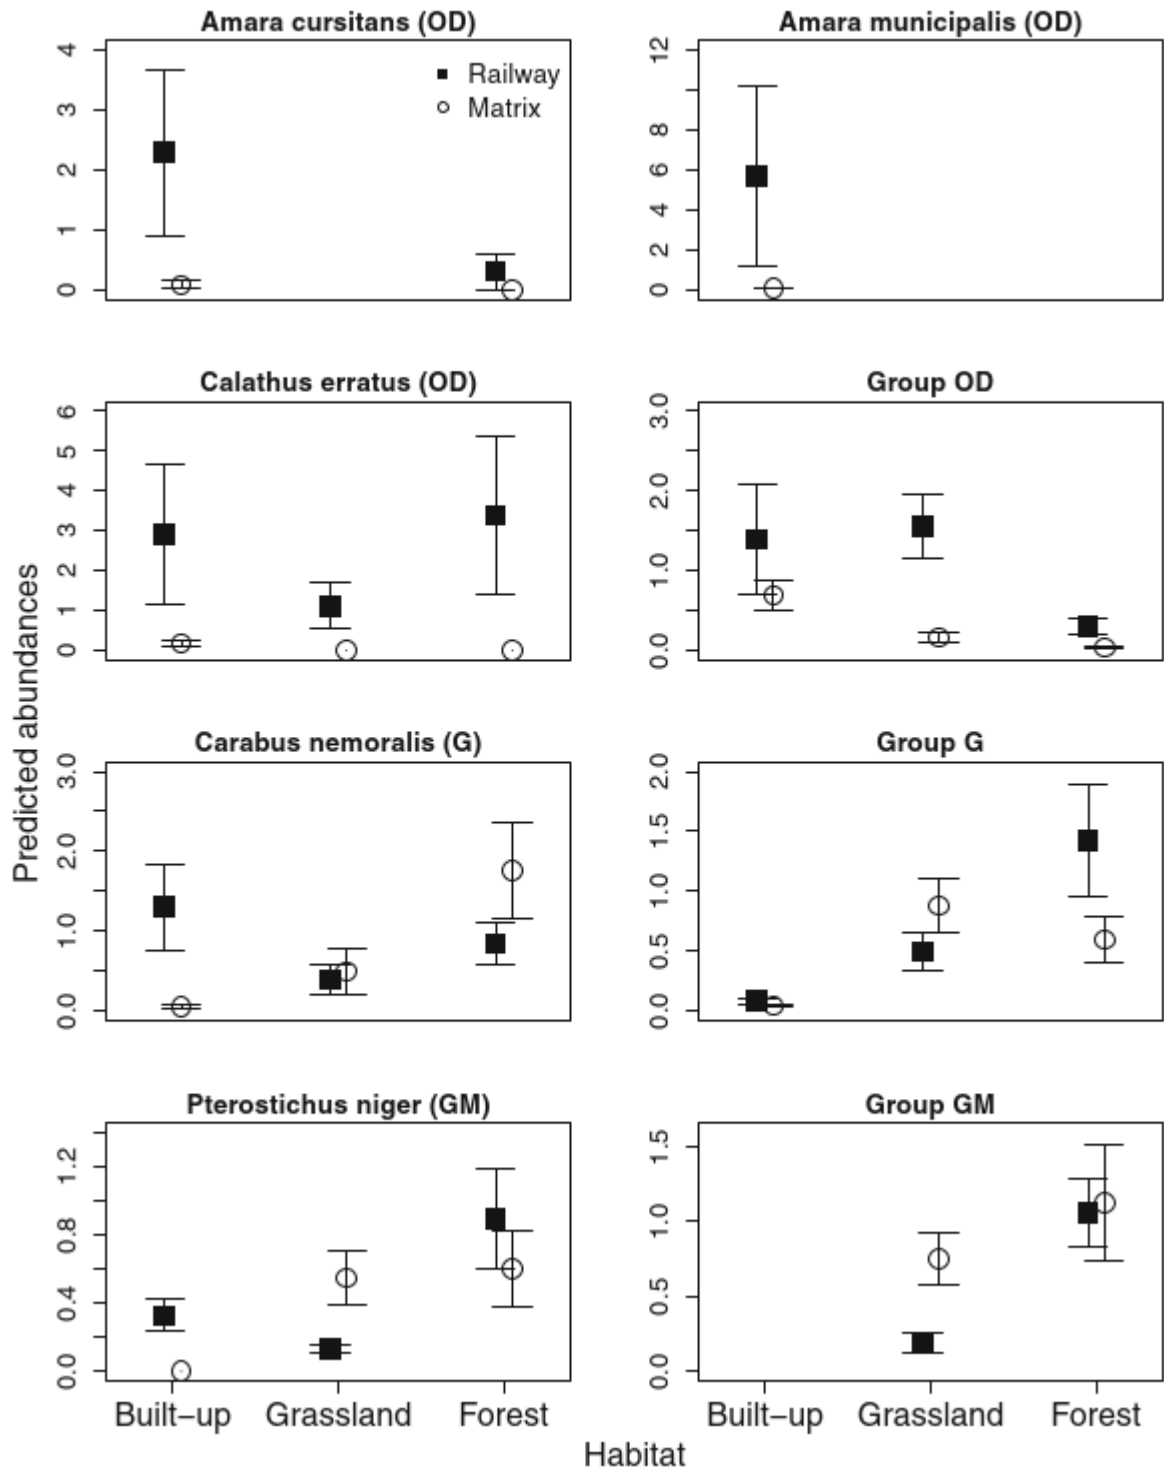 Amara cursitans (OD)
4
3
2
1
0
Railway
Matrix
Amara municipalis (OD)
12
8
6
4
2
0
Calathus erratus (OD)
6
5
4
3
2
1
0
Group OD
3.0
2.0
1.0
0.0
Predicted abundances
Carabus nemoralis (G)
3.0
2.0
1.0
0.0
Group G
2.0
1.5
1.0
0.5
0.0
Pterostichus niger (GM)
1.2
0.8
0.4
0.0
Built–up Grassland Forest
Group GM
1.5
1.0
0.5
0.0
Built–up Grassland Forest
Habitat